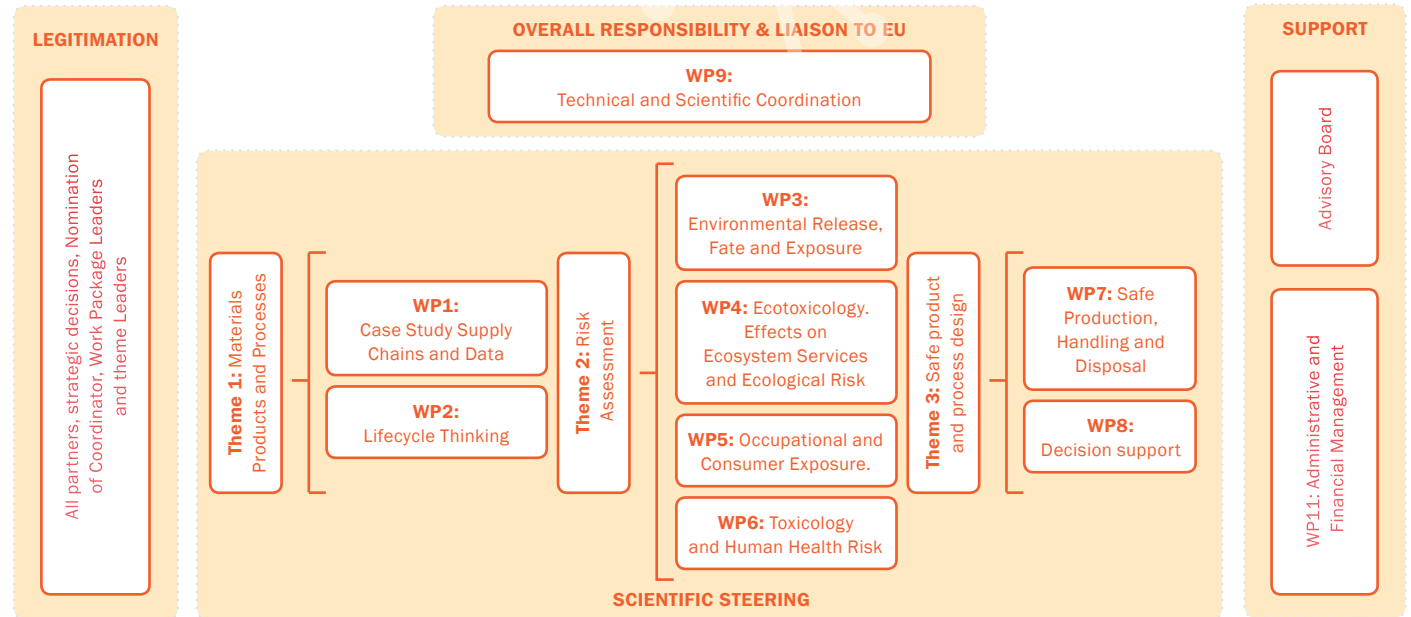 LEGITIMATION
All partners, strategic decisions, Nomination
of Coordinator, Work Package Leaders
and theme Leaders
OVERALL RESPONSIBILITY & LIAISON TO EU
WP9:
Technical and Scientific Coordination
Theme 1: Materials
Products and Processes
WP1:
Case Study Supply
Chains and Data
WP2:
Lifecycle Thinking
Theme 2: Risk
Assessment
WP3:
Environmental Release,
Fate and Exposure
WP4: Ecotoxicology.
Effects on
Ecosystem Services
and Ecological Risk
WP5: Occupational and
Consumer Exposure.
WP6: Toxicology
and Human Health Risk
Theme 3: Safe product
and process design
WP7: Safe
Production,
Handling and
Disposal
WP8:
Decision support
SCIENTIFIC STEERING
SUPPORT
Advisory Board
WP11: Administrative and
Financial Management